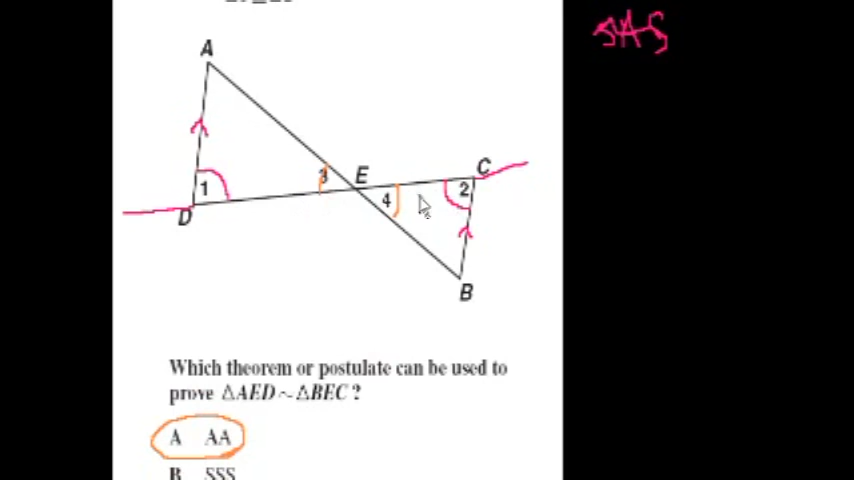 SAS
A
3
E
C
1
4
2
D
B
Which theorem or postulate can be used to
prove △AED ~ △BEC ?
A AA
B SSS